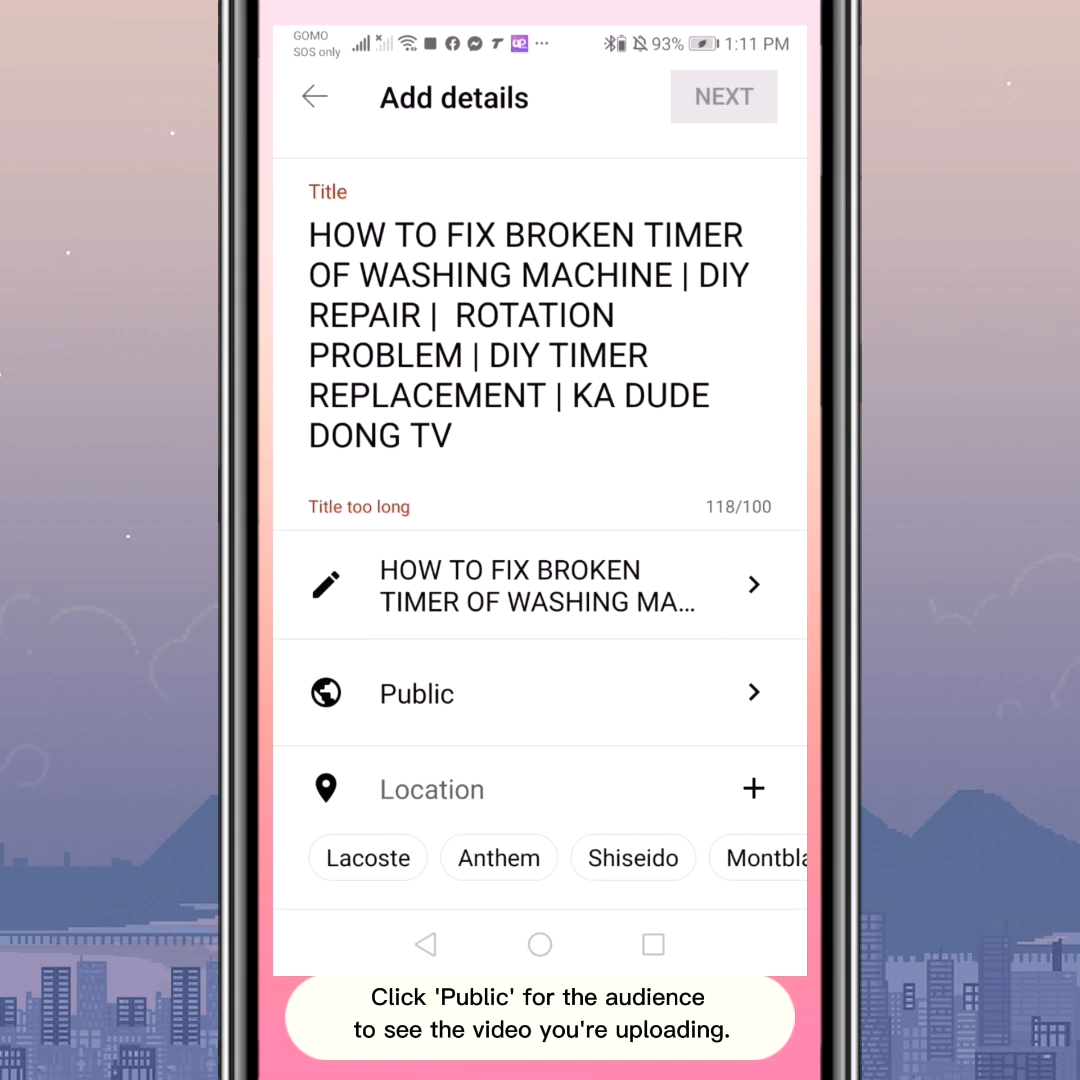 GOMO
SOS only
UP
93%
1:11 PM
Add details
NEXT
Title
HOW TO FIX BROKEN TIMER
OF WASHING MACHINE | DIY
REPAIR |  ROTATION
PROBLEM | DIY TIMER
REPLACEMENT | KA DUDE
DONG TV
Title too long
118/100
HOW TO FIX BROKEN
TIMER OF WASHING MA...
Public
Location
Lacoste
Anthem
Shiseido
Montbla
Click 'Public' for the audience
to see the video you're uploading.